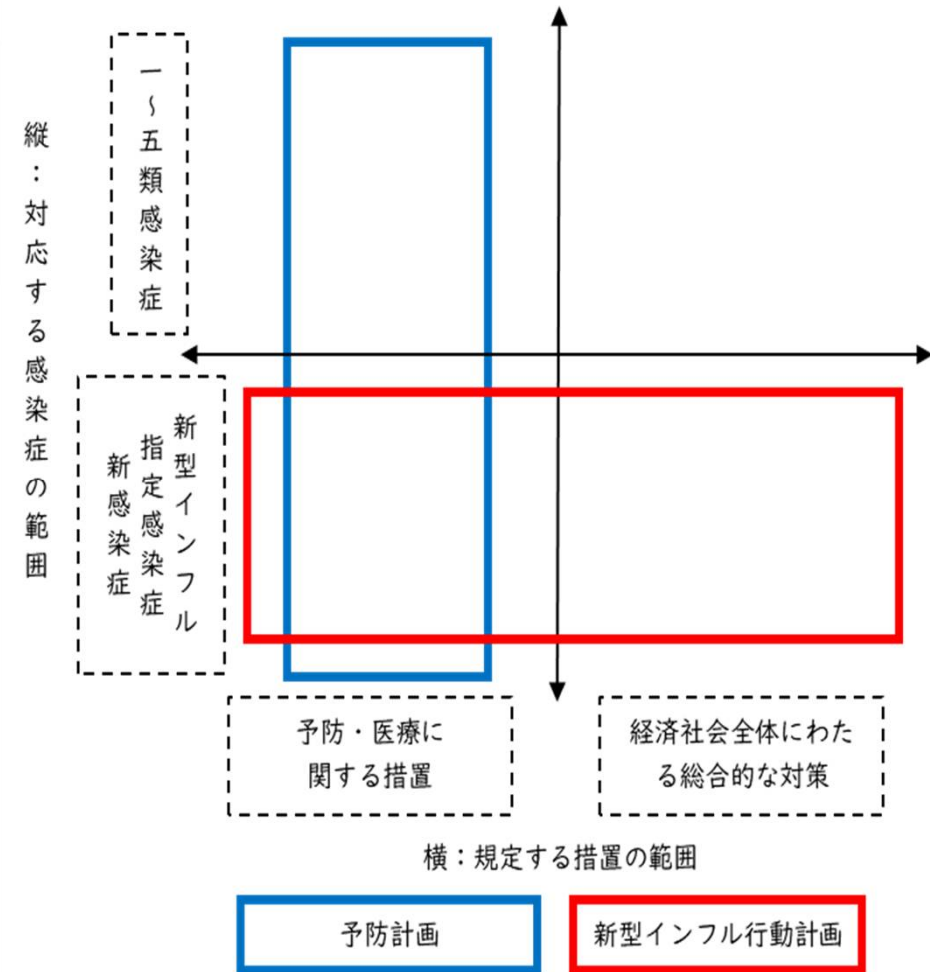 縦：対応する感染症の範囲
一～五類感染症
新型インフル
指定感染症
新感染症
予防・医療に
関する措置
経済社会全体にわた
る総合的な対策
横：規定する措置の範囲
予防計画
新型インフル行動計画